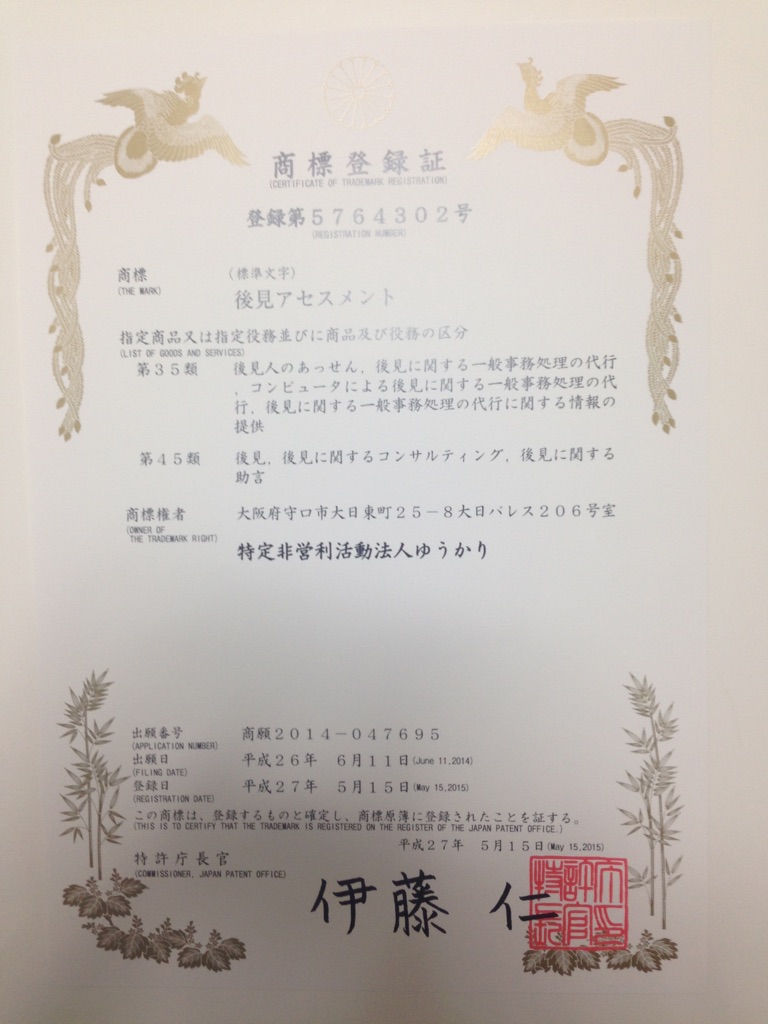 商標登録証
(CERTIFICATE OF TRADEMARK REGISTRATION)
登録第5764302号
(REGISTRATION NUMBER)
商標 (標準文字)
(THE MARK)
後見アセスメント
指定商品又は指定役務並びに商品及び役務の区分
(LIST OF GOODS AND SERVICES)
第35類 後見人のあっせん,後見に関する一般事務処理の代行
,コンピュータによる後見に関する一般事務処理の代
行,後見に関する一般事務処理の代行に関する情報の
提供
第45類 後見,後見に関するコンサルティング,後見に関する
助言
商標権者 大阪府守口市大日東町25-8大日パレス206号室
(OWNER OF
THE TRADEMARK RIGHT)
特定非営利活動法人ゆうかり
出願番号 商願2014-047695
(APPLICATION NUMBER)
出願日 平成26年 6月11日(June 11,2014)
(FILING DATE)
登録日 平成27年 5月15日(May 15,2015)
(REGISTRATION DATE)
この商標は、登録するものと確定し、商標原簿に登録されたことを証する。
(THIS IS TO CERTIFY THAT THE TRADEMARK IS REGISTERED ON THE REGISTER OF THE JAPAN PATENT OFFICE.)
平成27年 5月15日(May 15,2015)
特許庁長官
(COMMISSIONER, JAPAN PATENT OFFICE)
伊藤 仁